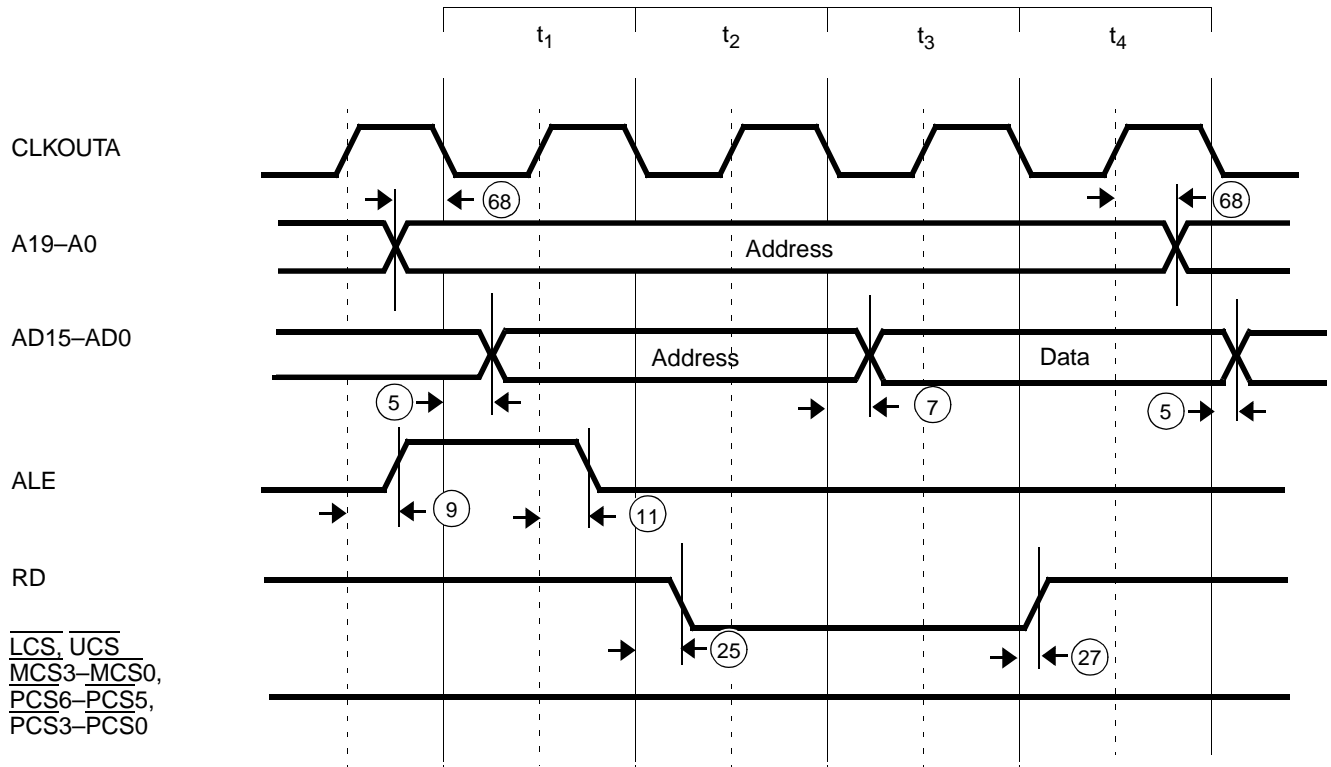 t1 t2 t3 t4
CLKOUTA
68 68
A19–A0
Address
AD15–AD0
Address Data
5 7 5
ALE
9 11
RD
25 27
LCS, UCS
MCS3–MCS0,
PCS6–PCS5,
PCS3–PCS0